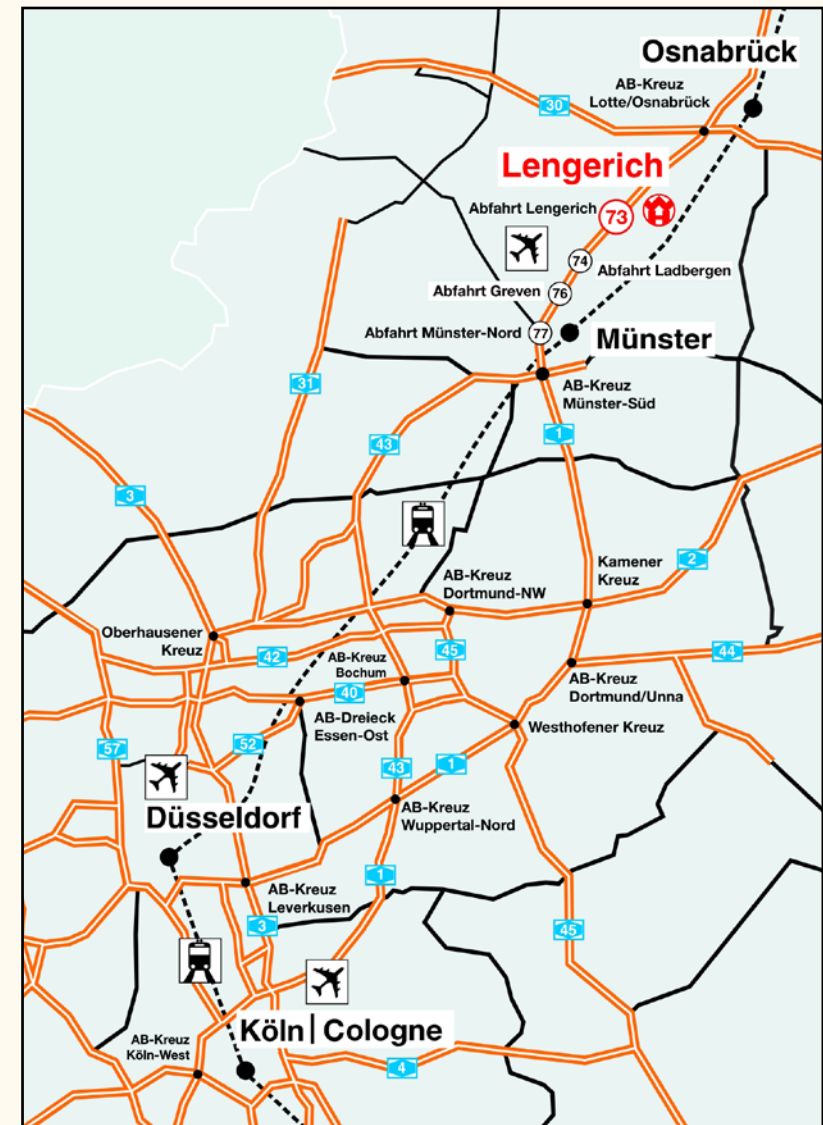 Osnabrück
AB-Kreuz
Lotte/Osnabrück
30
Lengerich
Abfahrt Lengerich
73
74
Abfahrt Ladbergen
Abfahrt Greven
76
Abfahrt Münster-Nord
77
Münster
AB-Kreuz
Münster-Süd
31
43
1
3
2
Kamener
Kreuz
AB-Kreuz
Dortmund-NW
Oberhausener
Kreuz
42
45
44
AB-Kreuz
Bochum
40
AB-Kreuz
Dortmund/Unna
AB-Dreieck
Essen-Ost
Westhofener Kreuz
57
52
43
1
Düsseldorf
AB-Kreuz
Wuppertal-Nord
1
AB-Kreuz
Leverkusen
3
45
Köln | Cologne
AB-Kreuz
Köln-West
4